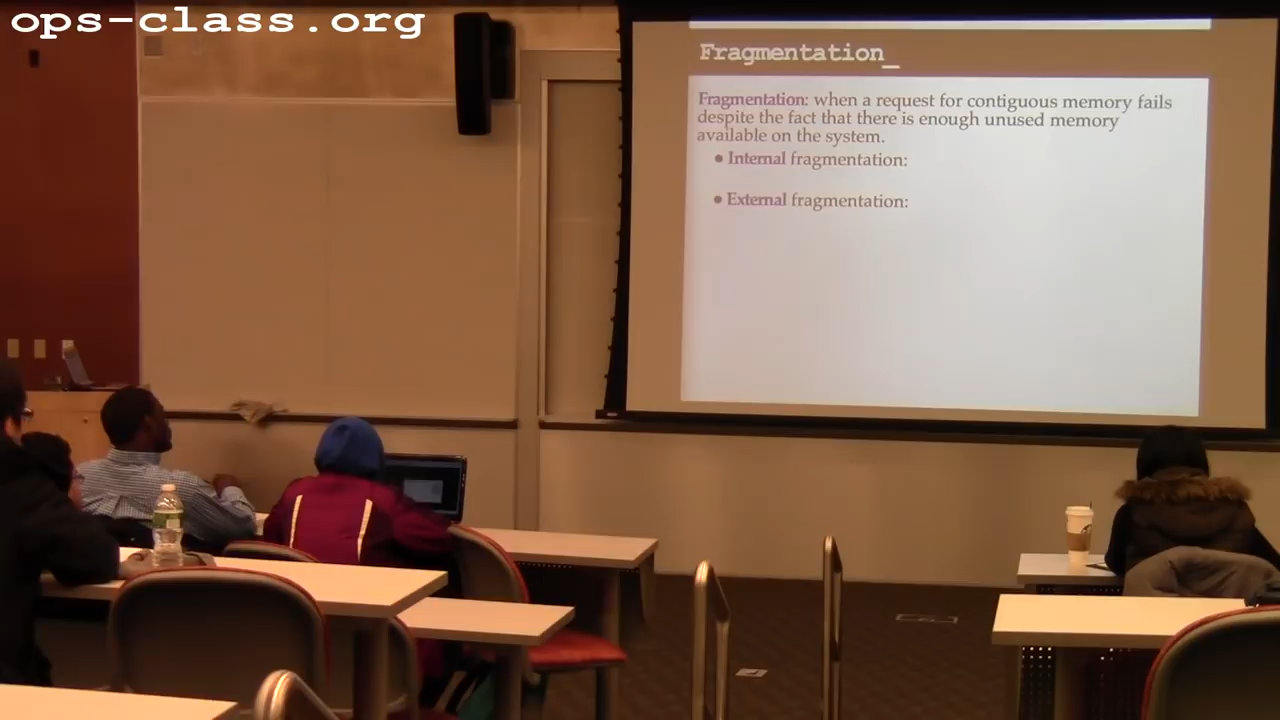 ops-class.org
Fragmentation_
Fragmentation: when a request for contiguous memory fails
despite the fact that there is enough unused memory
available on the system.
• Internal fragmentation:
• External fragmentation: